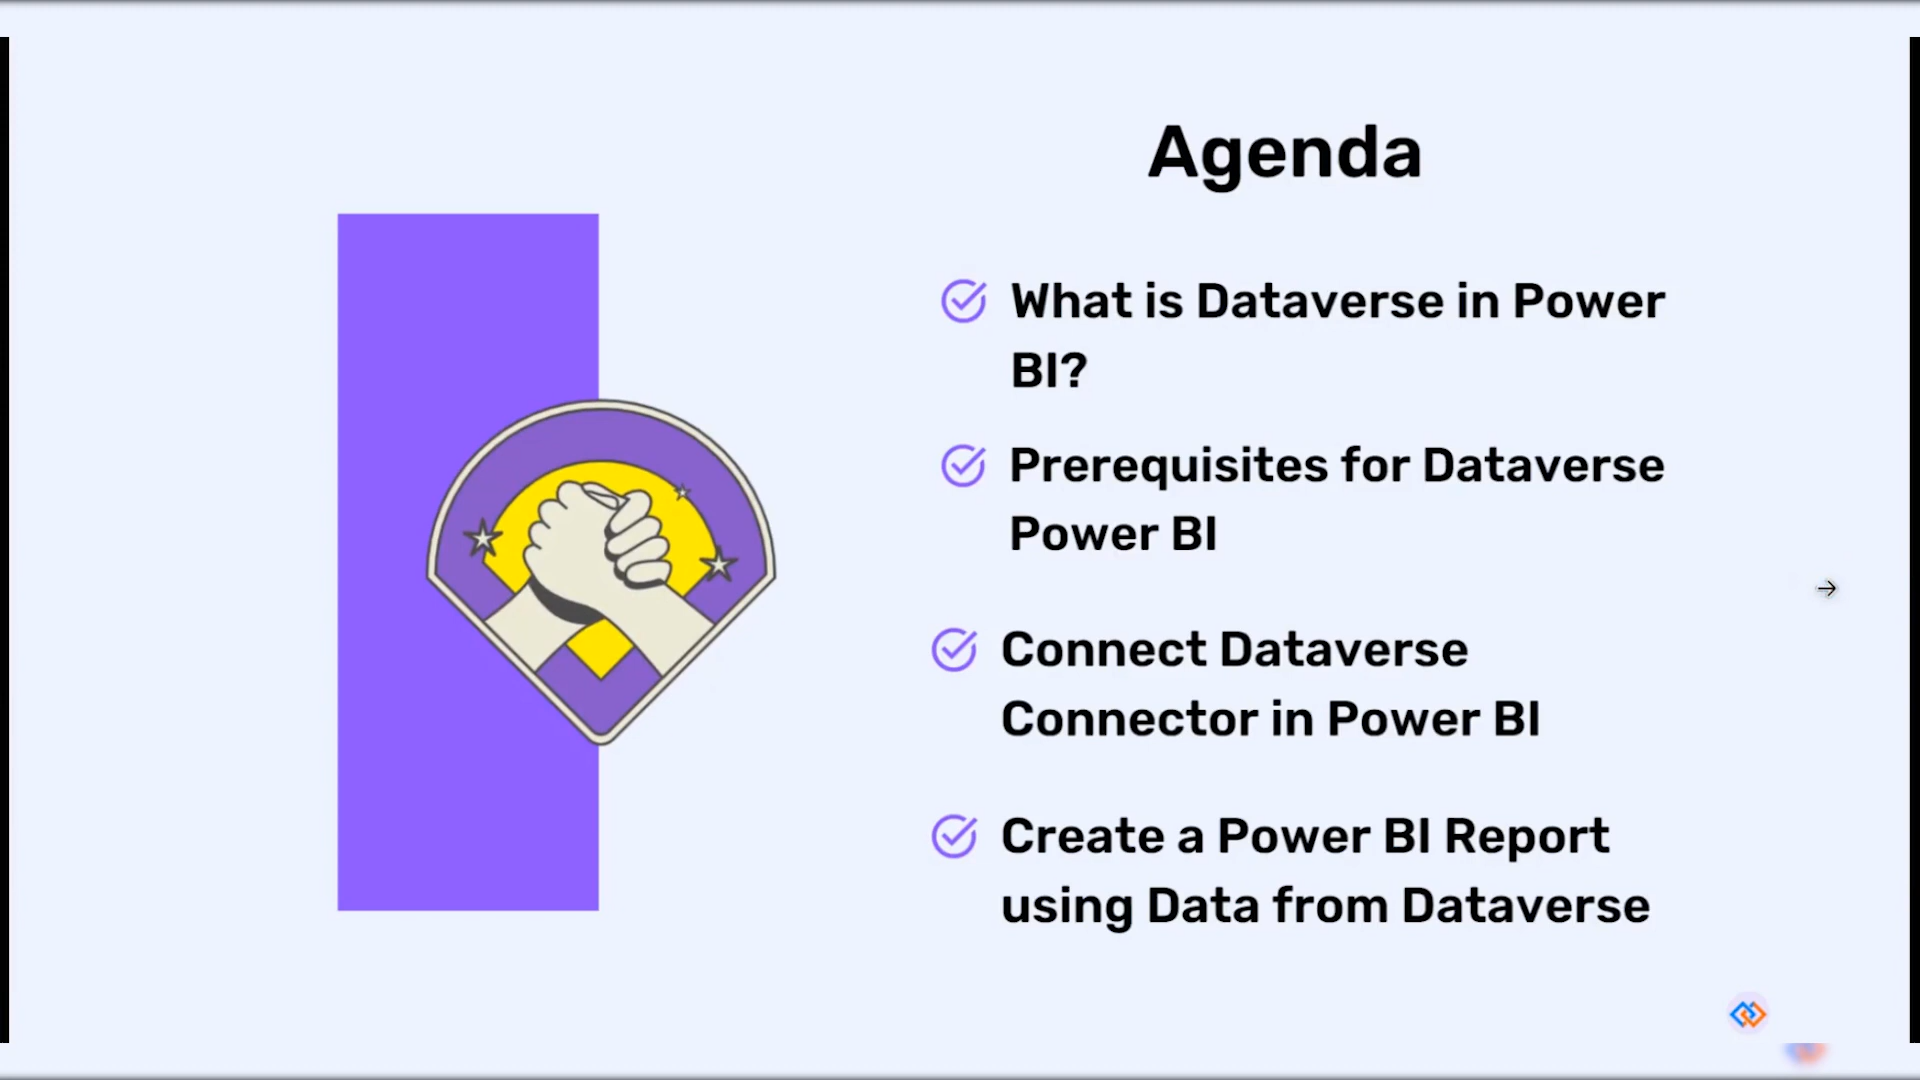 Agenda
What is Dataverse in Power
BI?
Prerequisites for Dataverse
Power BI
Connect Dataverse
Connector in Power BI
Create a Power BI Report
using Data from Dataverse